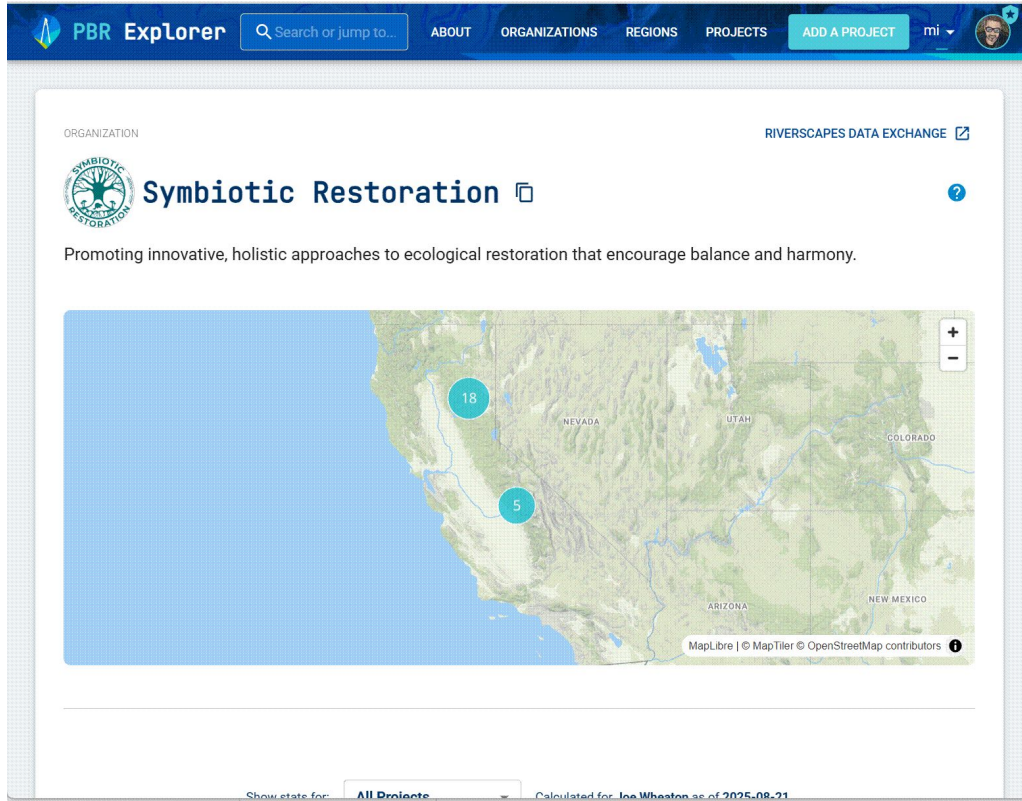 PBR Explorer
Search or jump to...
ABOUT
ORGANIZATIONS
REGIONS
PROJECTS
ADD A PROJECT
mi
ORGANIZATION
RIVERSCAPES DATA EXCHANGE
SYMBIOTIC
RESTORATION
Symbiotic Restoration
?
Promoting innovative, holistic approaches to ecological restoration that encourage balance and harmony.
+
−
18
NEVADA
UTAH
COLORADO
5
ARIZONA
NEW MEXICO
MapLibre | © MapTiler © OpenStreetMap contributors
Show stats for:
All Projects
Calculated for Joe Wheaton as of 2025-08-21